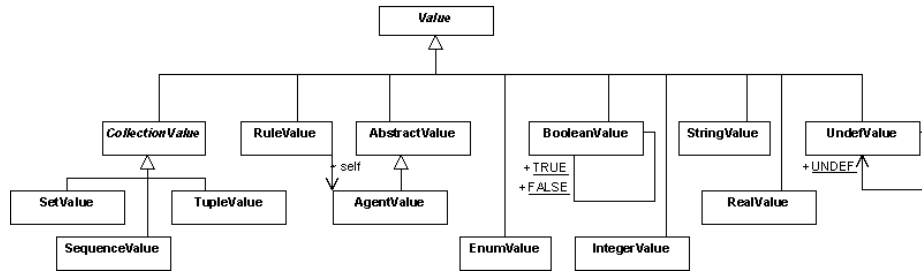 Value
CollectionValue
RuleValue
AbstractValue
BooleanValue
StringValue
UndefValue
+ TRUE
+ FALSE
~ self
+ UNDEF
SetValue
TupleValue
AgentValue
RealValue
SequenceValue
EnumValue
IntegerValue